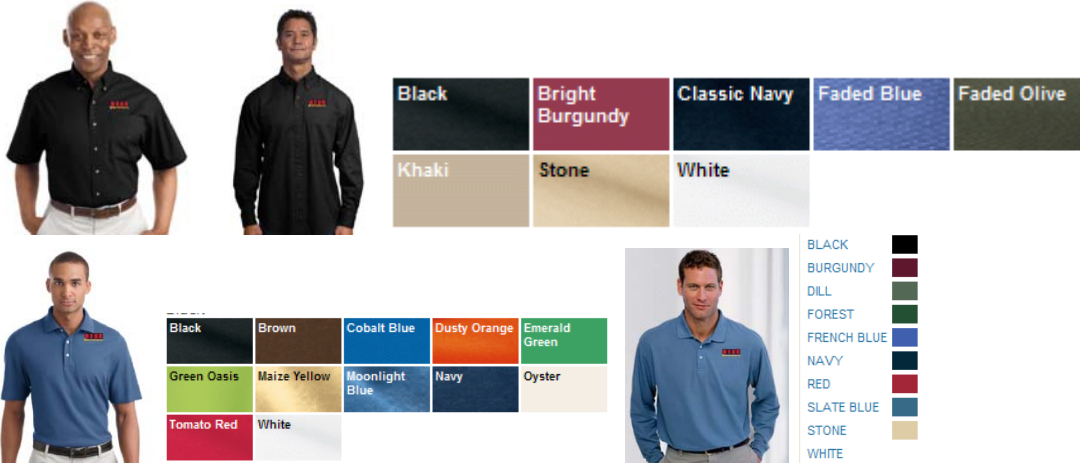 Black
Bright
Burgundy
Classic Navy
Faded Blue
Faded Olive
Khaki
Stone
White
Black
Brown
Cobalt Blue
Dusty Orange
Emerald
Green
Green Oasis
Maize Yellow
Moonlight
Blue
Navy
Oyster
Tomato Red
White
BLACK
BURGUNDY
DILL
FOREST
FRENCH BLUE
NAVY
RED
SLATE BLUE
STONE
WHITE